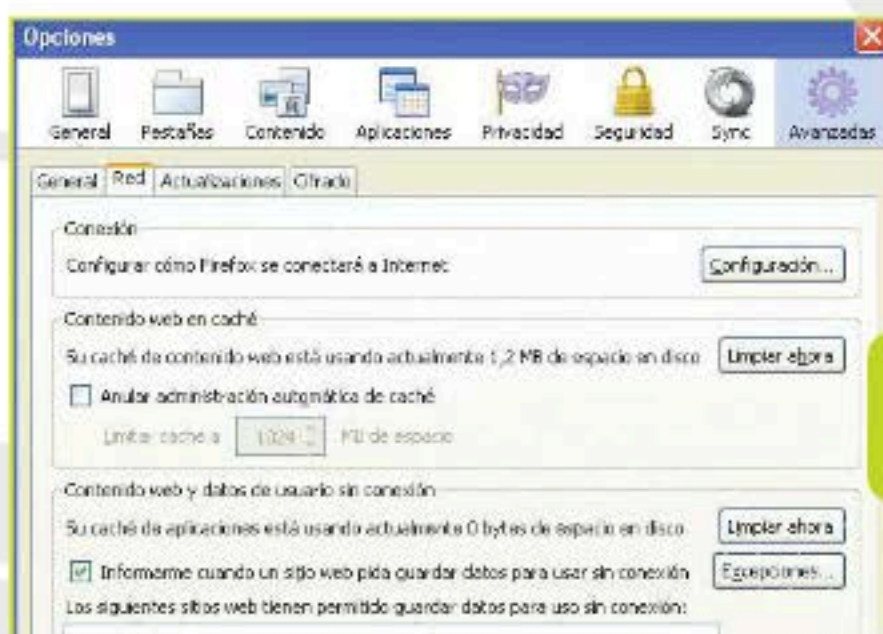 Opciones
General Pestañas Contenido Aplicaciones Privacidad Seguridad Sync Avanzadas
General Red Actualizaciones Cifrado
Conexión
Configurar cómo Firefox se conectará a Internet Configuración...
Contenido web en caché
Su caché de contenido web está usando actualmente 1,2 MB de espacio en disco Limpiar ahora
Anular administración automática de caché
Limitar caché a 1024 MB de espacio
Contenido web y datos de usuario sin conexión
Su caché de aplicaciones está usando actualmente 0 bytes de espacio en disco Limpiar ahora
Informarme cuando un sitio web pida guardar datos para usar sin conexión Excepciones...
Los siguientes sitios web tienen permitido guardar datos para uso sin conexión: